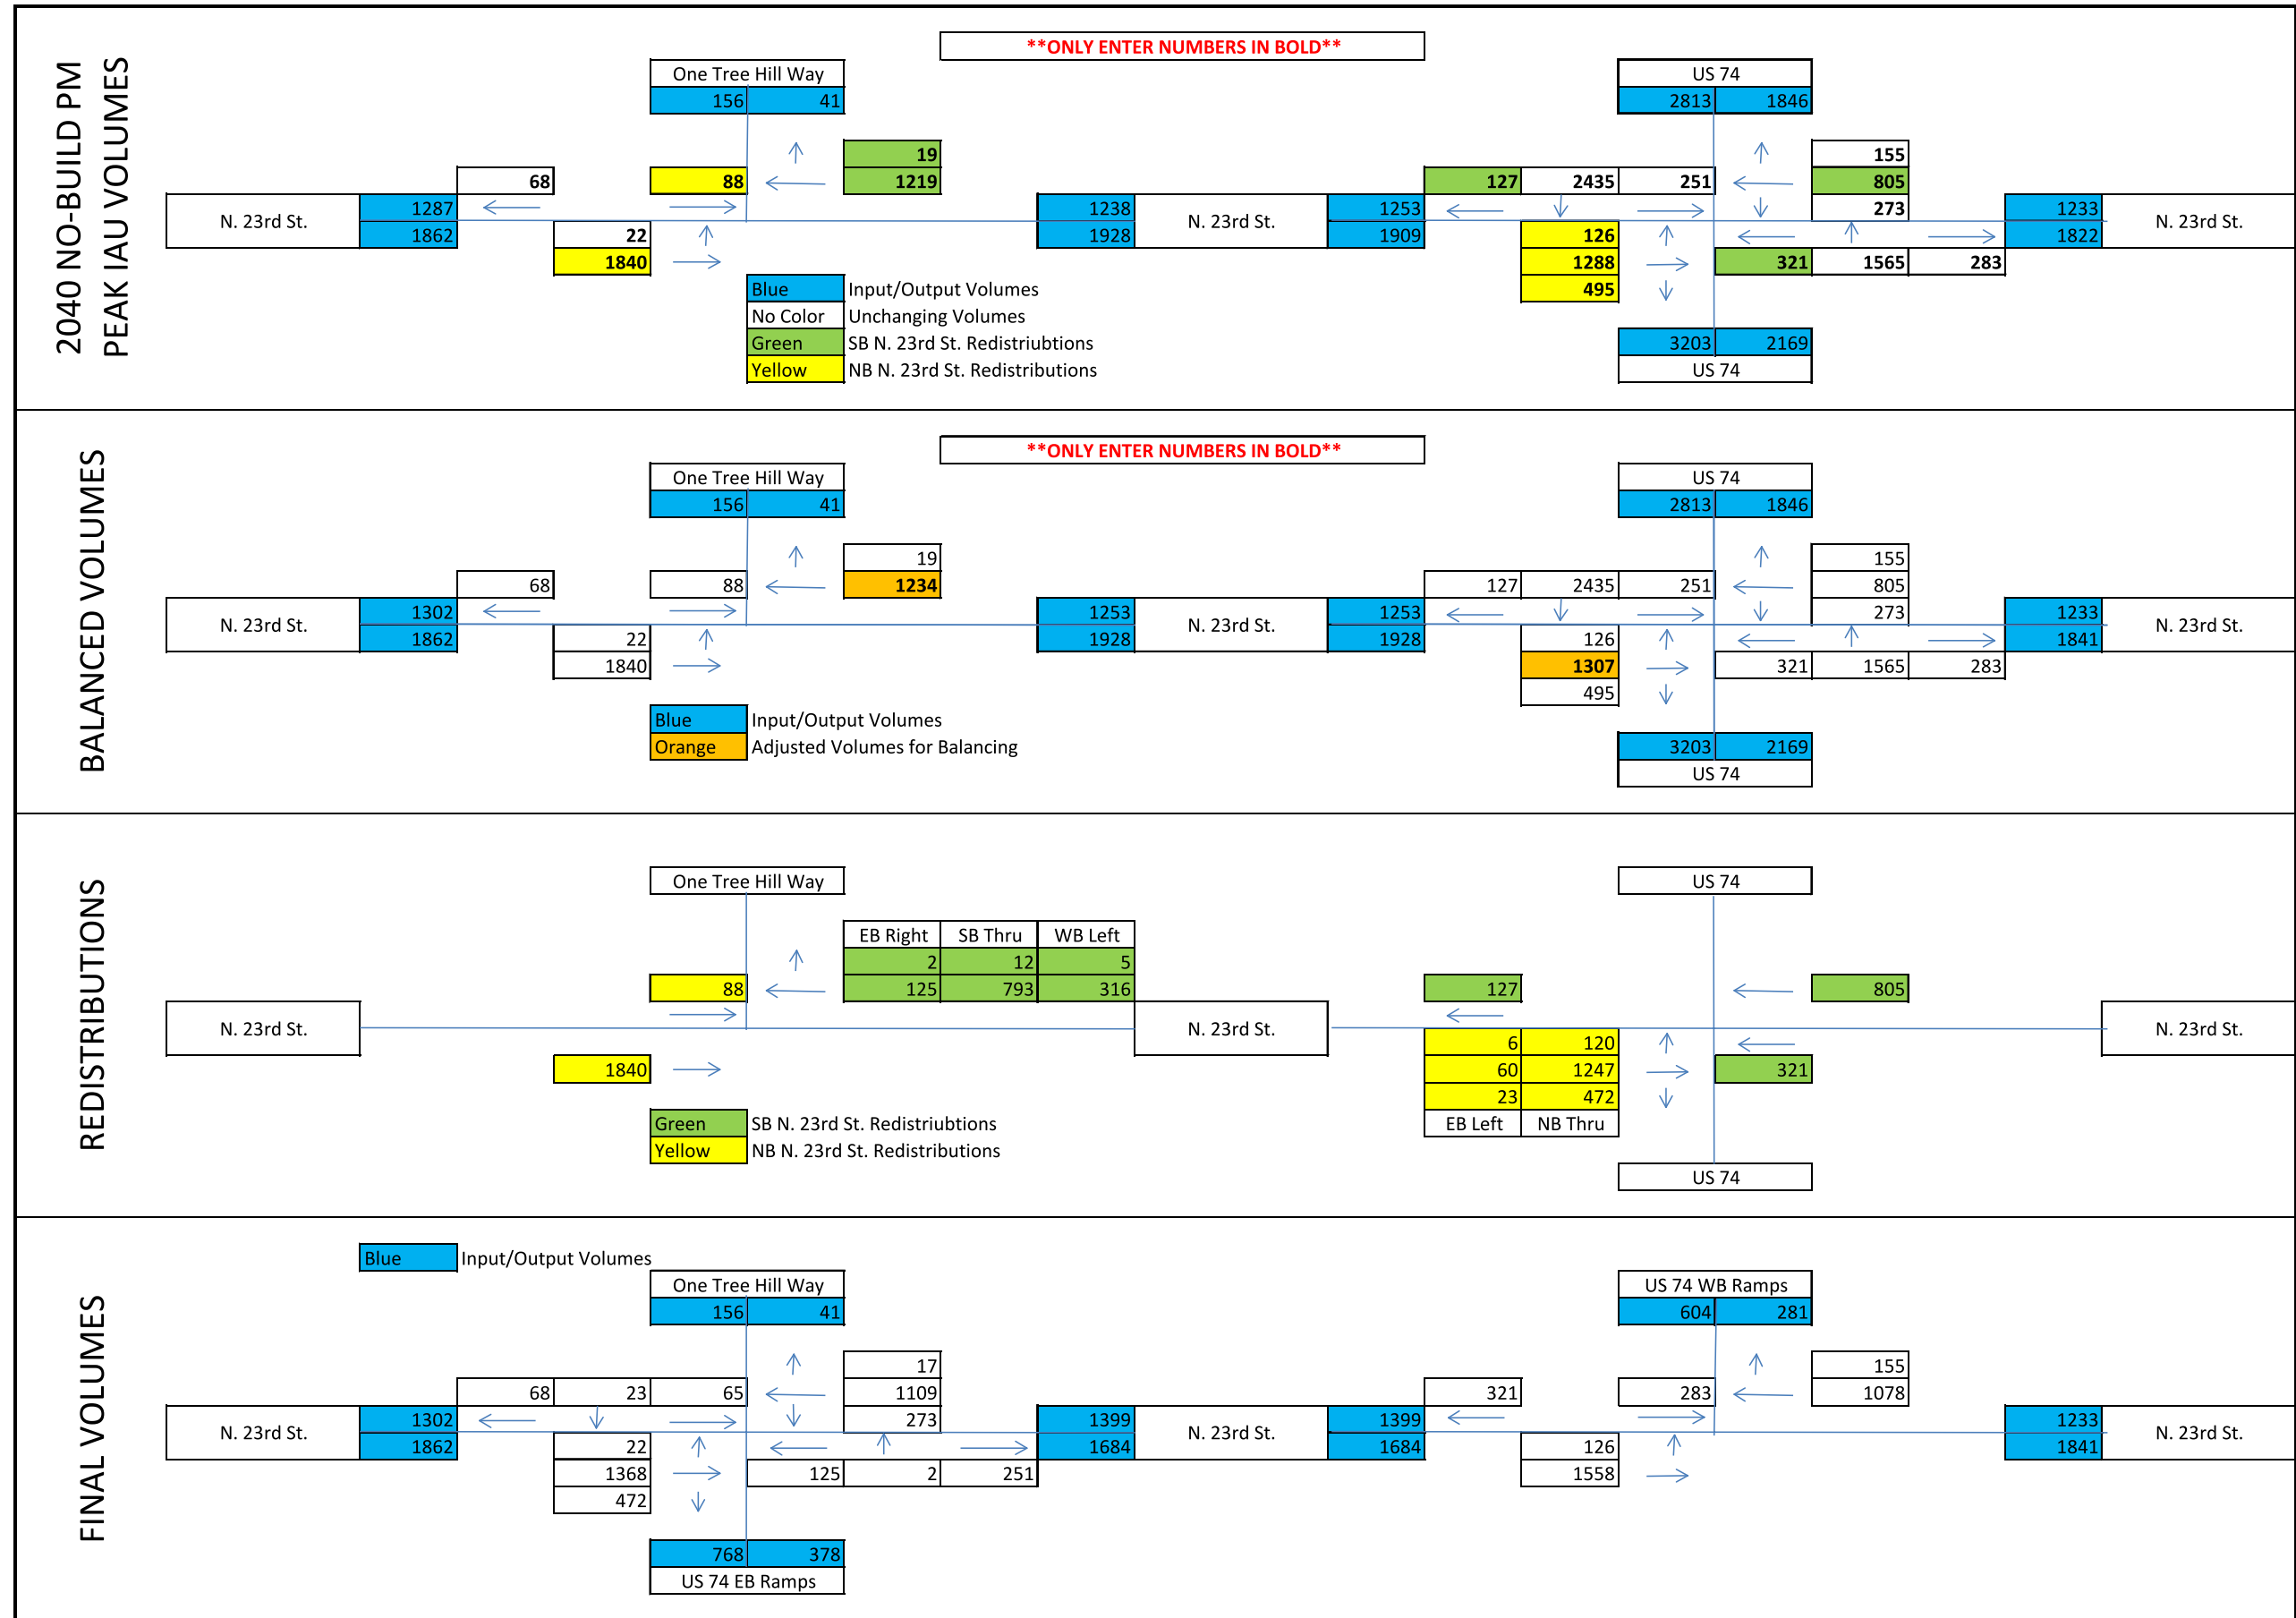 2040 NO-BUILD PM
PEAK IAU VOLUMES
**ONLY ENTER NUMBERS IN BOLD**
One Tree Hill Way US 74
156 41 2813 1846
19 155
68 88 1219 127 2435 251 805
N. 23rd St. 1287 1238 N. 23rd St. 1253 273 1233 N. 23rd St.
1862 22 1928 1909 126 1822
1840 1288 321 1565 283
Blue Input/Output Volumes 495
No Color Unchanging Volumes
Green SB N. 23rd St. Redistriubtions 3203 2169
Yellow NB N. 23rd St. Redistributions US 74
BALANCED VOLUMES
**ONLY ENTER NUMBERS IN BOLD**
One Tree Hill Way US 74
156 41 2813 1846
19 155
68 88 1234 127 2435 251 805
N. 23rd St. 1302 1253 N. 23rd St. 1253 273 1233 N. 23rd St.
1862 22 1928 1928 126 1841
1840 1307 321 1565 283
495
Blue Input/Output Volumes
Orange Adjusted Volumes for Balancing 3203 2169
US 74
REDISTRIBUTIONS
One Tree Hill Way US 74
EB Right SB Thru WB Left
2 12 5
88 125 793 316 127 805
N. 23rd St. N. 23rd St. N. 23rd St.
6 120
1840 60 1247 321
23 472
Green SB N. 23rd St. Redistriubtions EB Left NB Thru
Yellow NB N. 23rd St. Redistributions
US 74
FINAL VOLUMES
Blue Input/Output Volumes
One Tree Hill Way US 74 WB Ramps
156 41 604 281
17 155
68 23 65 1109 321 283 1078
N. 23rd St. 1302 273 1399 N. 23rd St. 1399 1233 N. 23rd St.
1862 22 1684 1684 126 1841
1368 125 2 251 1558
472
768 378
US 74 EB Ramps